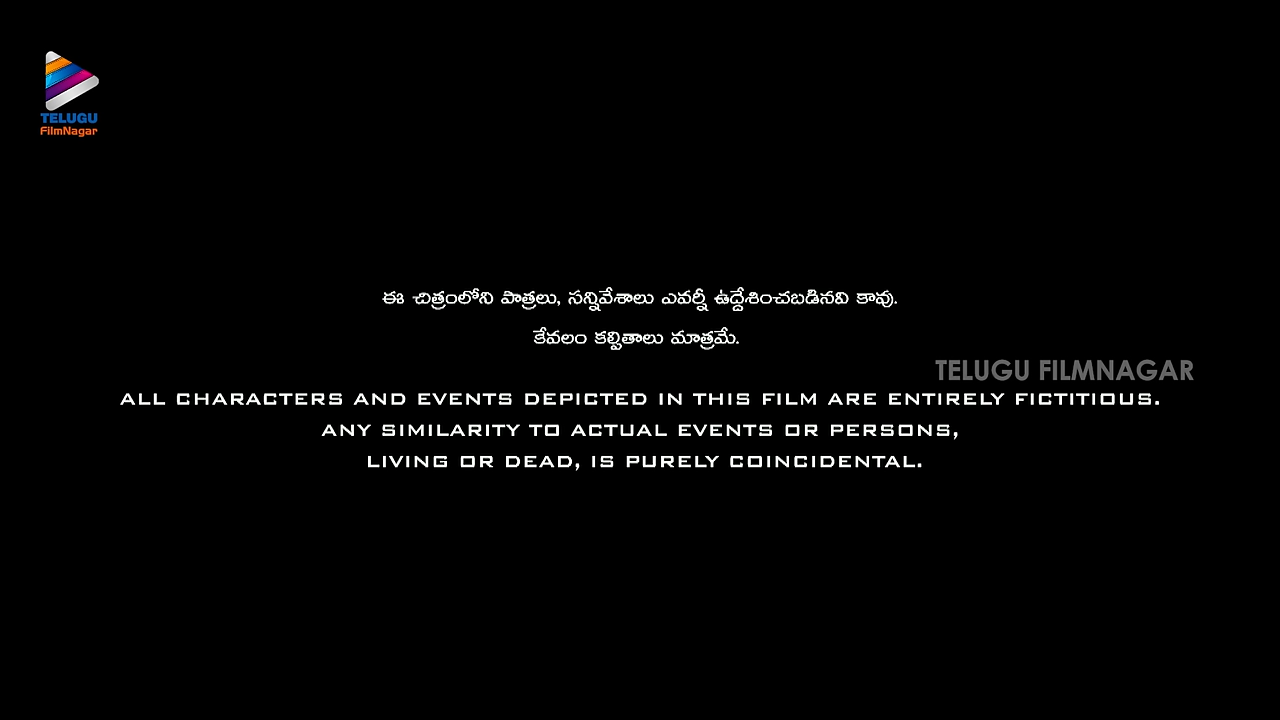 TELUGU
FilmNagar
ఈ చిత్రంలోని పాత్రలు, సన్నివేశాలు ఎవర్నీ ఉద్దేశించబడినవి కావు.
కేవలం కల్పితాలు మాత్రమే.
TELUGU FILMNAGAR
ALL CHARACTERS AND EVENTS DEPICTED IN THIS FILM ARE ENTIRELY FICTITIOUS.
ANY SIMILARITY TO ACTUAL EVENTS OR PERSONS,
LIVING OR DEAD, IS PURELY COINCIDENTAL.